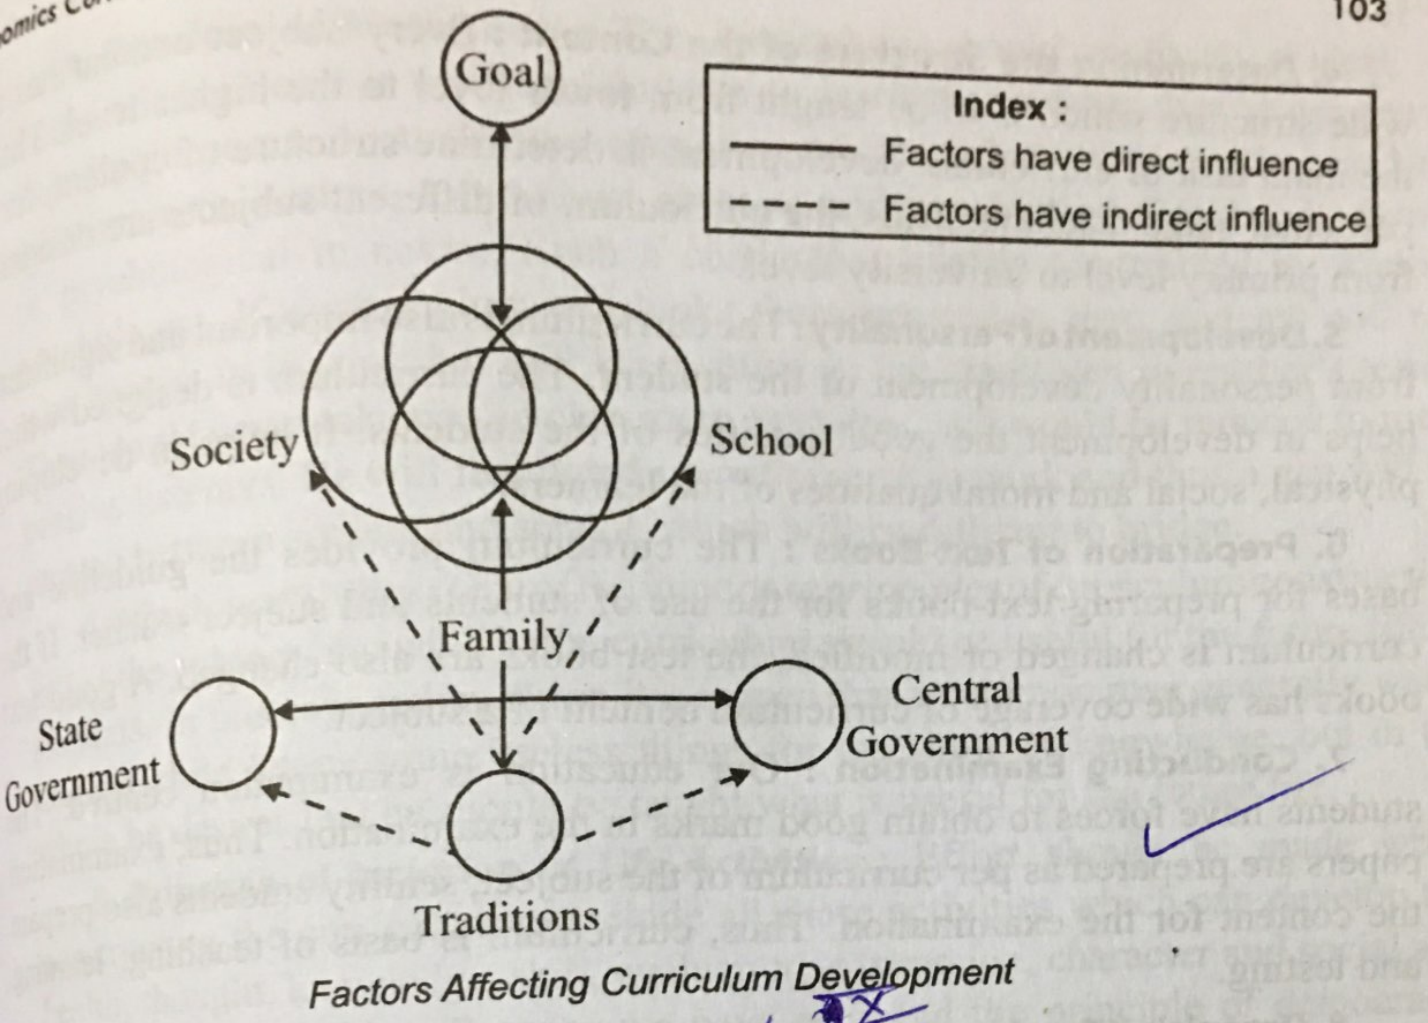 103
Goal
Index :
Factors have direct influence
Factors have indirect influence
Society
School
Family
State
Government
Central
Government
Traditions
Factors Affecting Curriculum Development